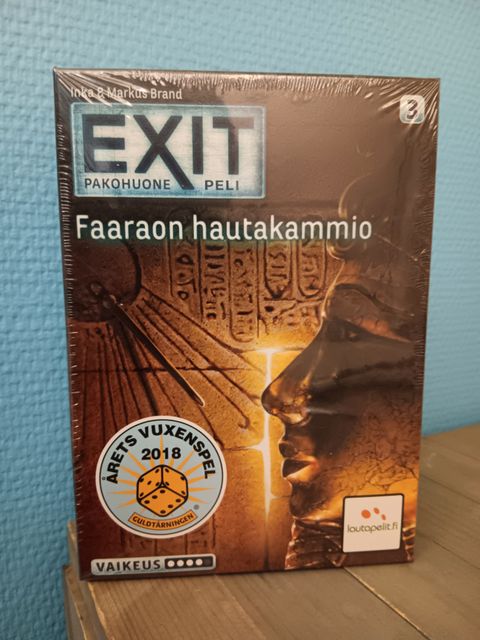 Inka & Markus Brand
3
EXIT
PAKOHUONE PELI
Faaraon hautakammio
ÅRETS VUXENSPEL
2018
GULDTÄRNINGEN
lautapelit.fi
VAIKEUS